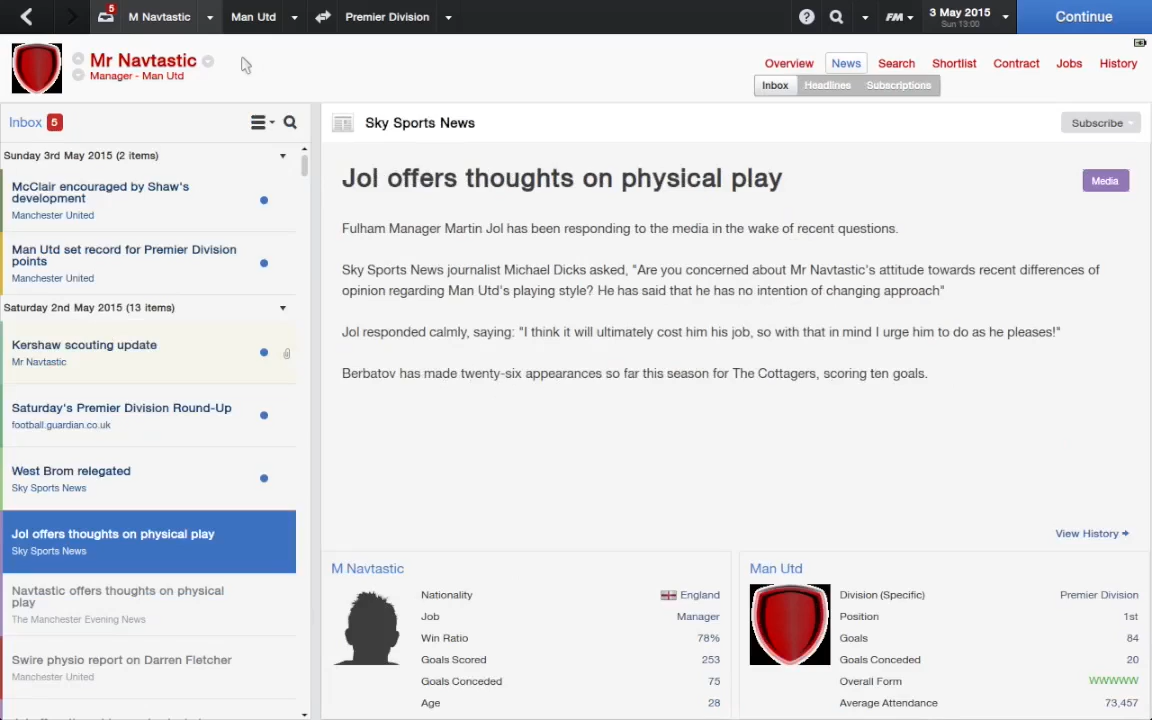 5
M Navtastic
Man Utd
Premier Division
?
FM
3 May 2015
Sun 13:00
Continue
Mr Navtastic
Manager - Man Utd
Overview
News
Search
Shortlist
Contract
Jobs
History
Inbox
Headlines
Subscriptions
Inbox 5
Sunday 3rd May 2015 (2 items)
McClair encouraged by Shaw's
development
Manchester United
Man Utd set record for Premier Division
points
Manchester United
Saturday 2nd May 2015 (13 items)
Kershaw scouting update
Mr Navtastic
Saturday's Premier Division Round-Up
football.guardian.co.uk
West Brom relegated
Sky Sports News
Jol offers thoughts on physical play
Sky Sports News
Navtastic offers thoughts on physical
play
The Manchester Evening News
Swire physio report on Darren Fletcher
Manchester United
Sky Sports News
Subscribe
Jol offers thoughts on physical play
Media
Fulham Manager Martin Jol has been responding to the media in the wake of recent questions.
Sky Sports News journalist Michael Dicks asked, "Are you concerned about Mr Navtastic's attitude towards recent differences of
opinion regarding Man Utd's playing style? He has said that he has no intention of changing approach"
Jol responded calmly, saying: "I think it will ultimately cost him his job, so with that in mind I urge him to do as he pleases!"
Berbatov has made twenty-six appearances so far this season for The Cottagers, scoring ten goals.
View History
M Navtastic
Nationality England
Job Manager
Win Ratio 78%
Goals Scored 253
Goals Conceded 75
Age 28
Man Utd
Division (Specific) Premier Division
Position 1st
Goals 84
Goals Conceded 20
Overall Form WWWWW
Average Attendance 73,457